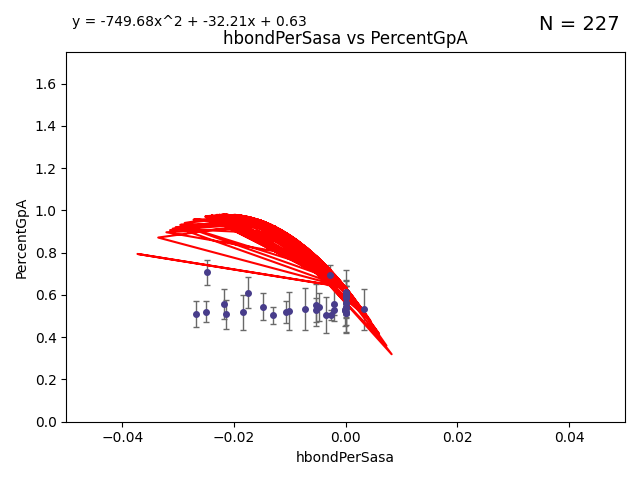 y = -749.68x^2 + -32.21x + 0.63
N = 227
hbondPerSasa vs PercentGpA
1.6
1.4
1.2
1.0
0.8
0.6
0.4
0.2
0.0
PercentGpA
−0.04 −0.02 0.00 0.02 0.04
hbondPerSasa